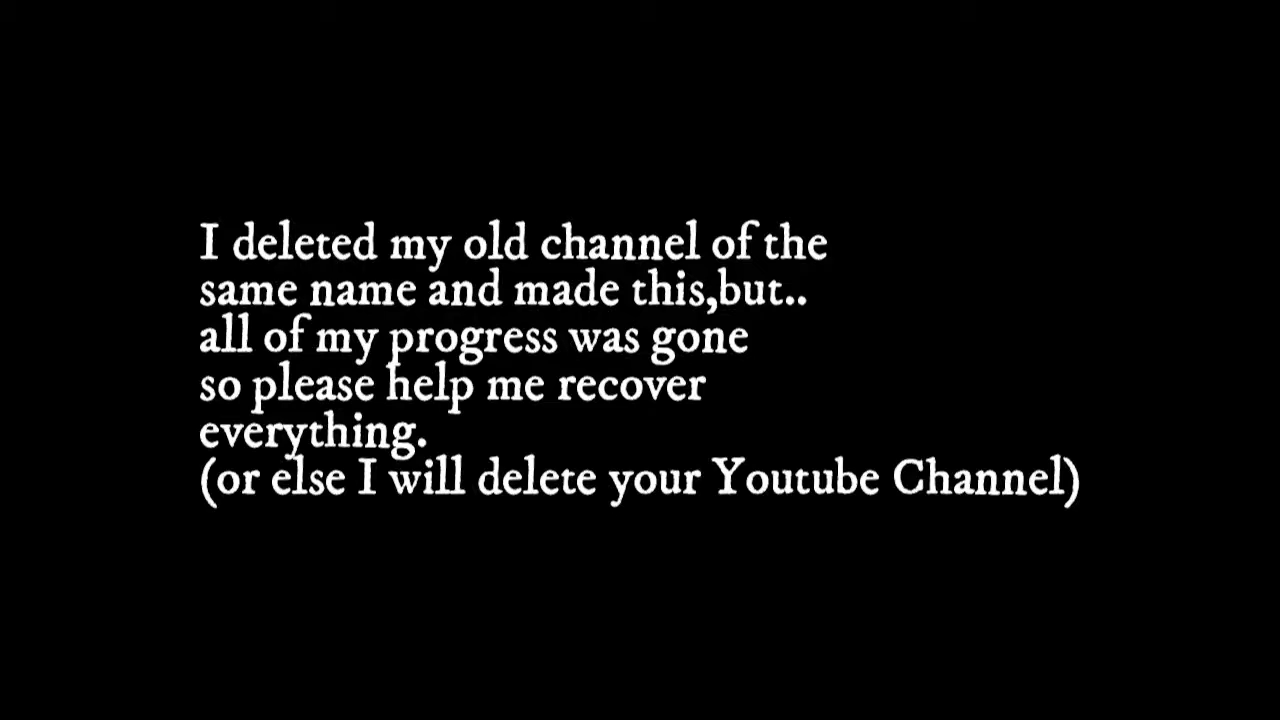 I deleted my old channel of the
same name and made this,but..
all of my progress was gone
so please help me recover
everything.
(or else I will delete your Youtube Channel)